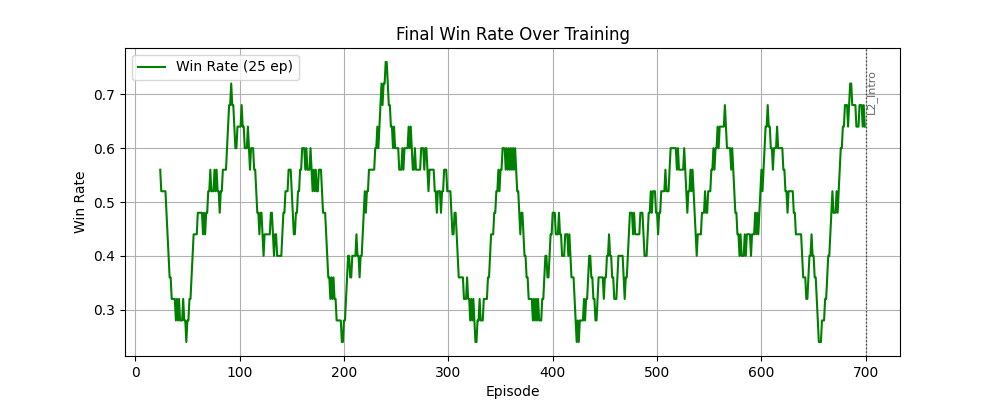 Final Win Rate Over Training
Win Rate (25 ep)
L2_Intro
Win Rate
0.7
0.6
0.5
0.4
0.3
0 100 200 300 400 500 600 700
Episode